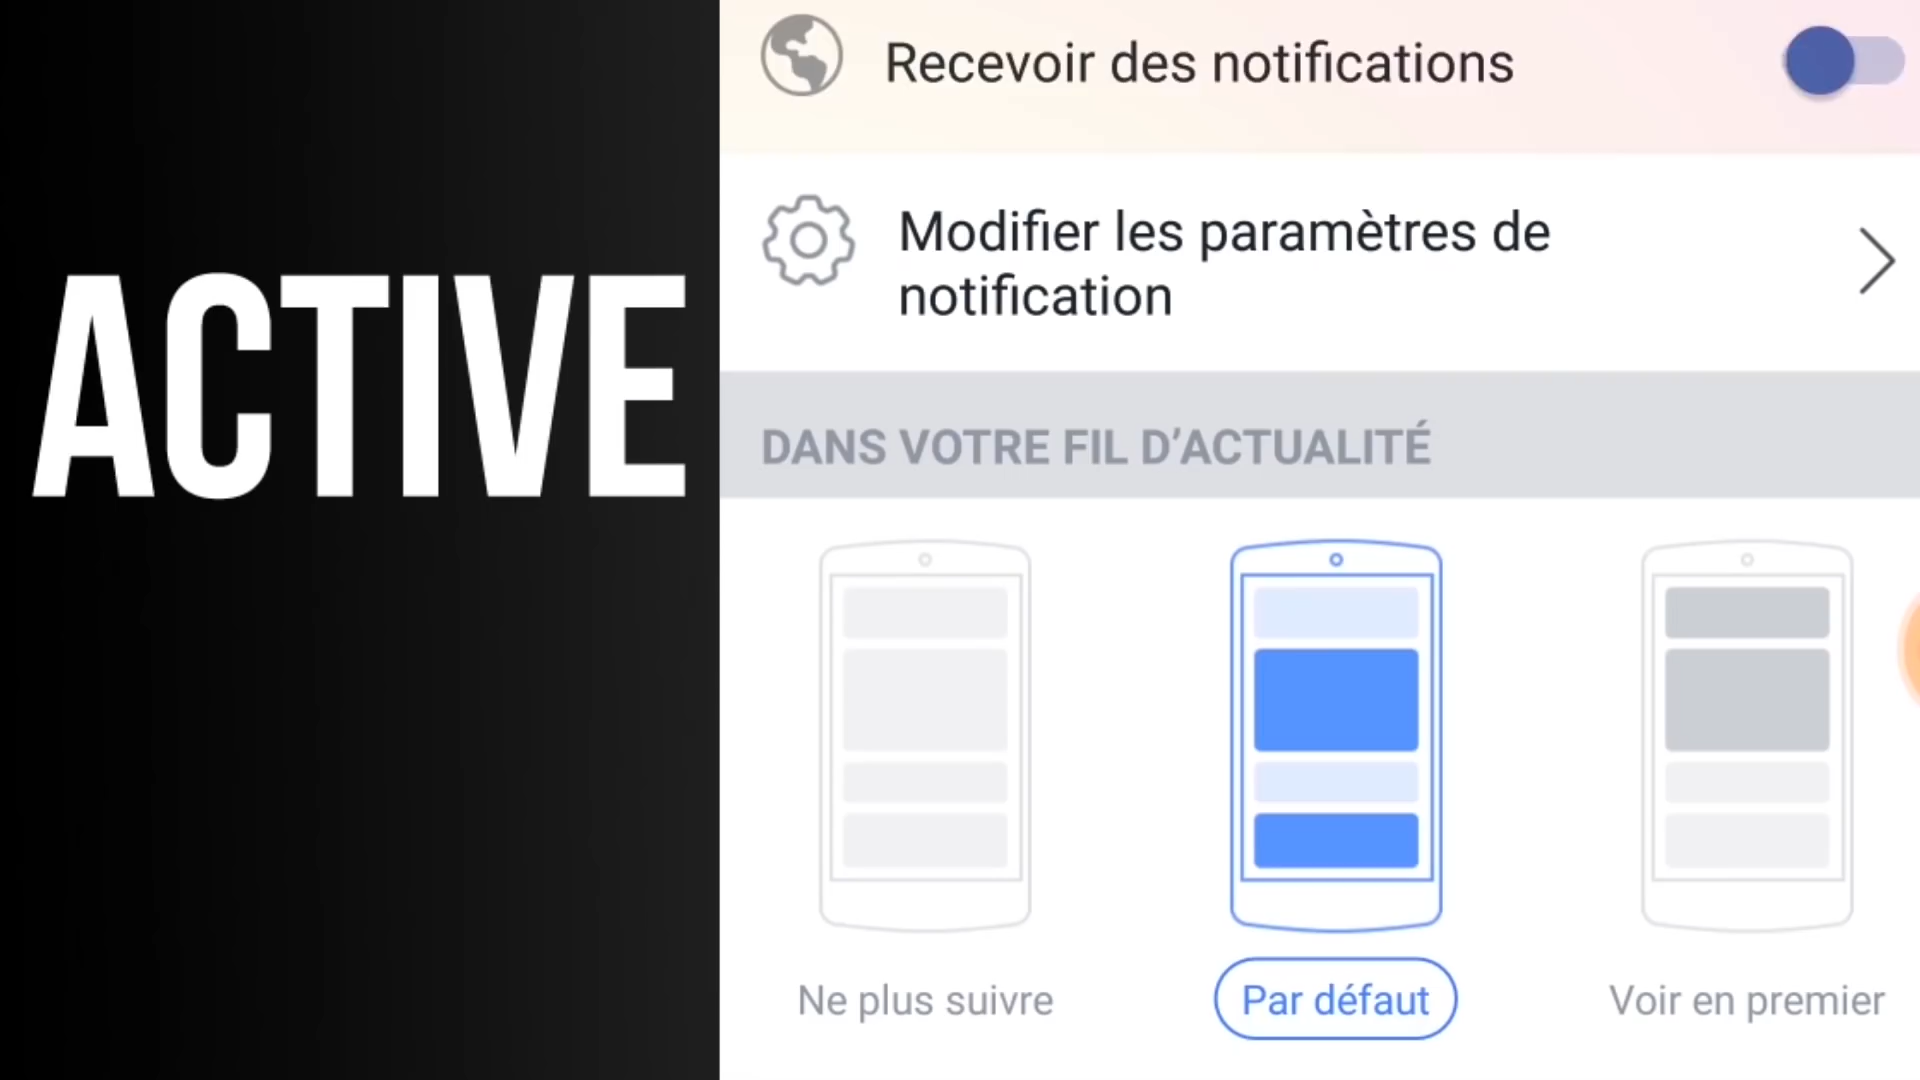 ACTIVE
Recevoir des notifications
Modifier les paramètres de
notification
DANS VOTRE FIL D’ACTUALITÉ
Ne plus suivre
Par défaut
Voir en premier